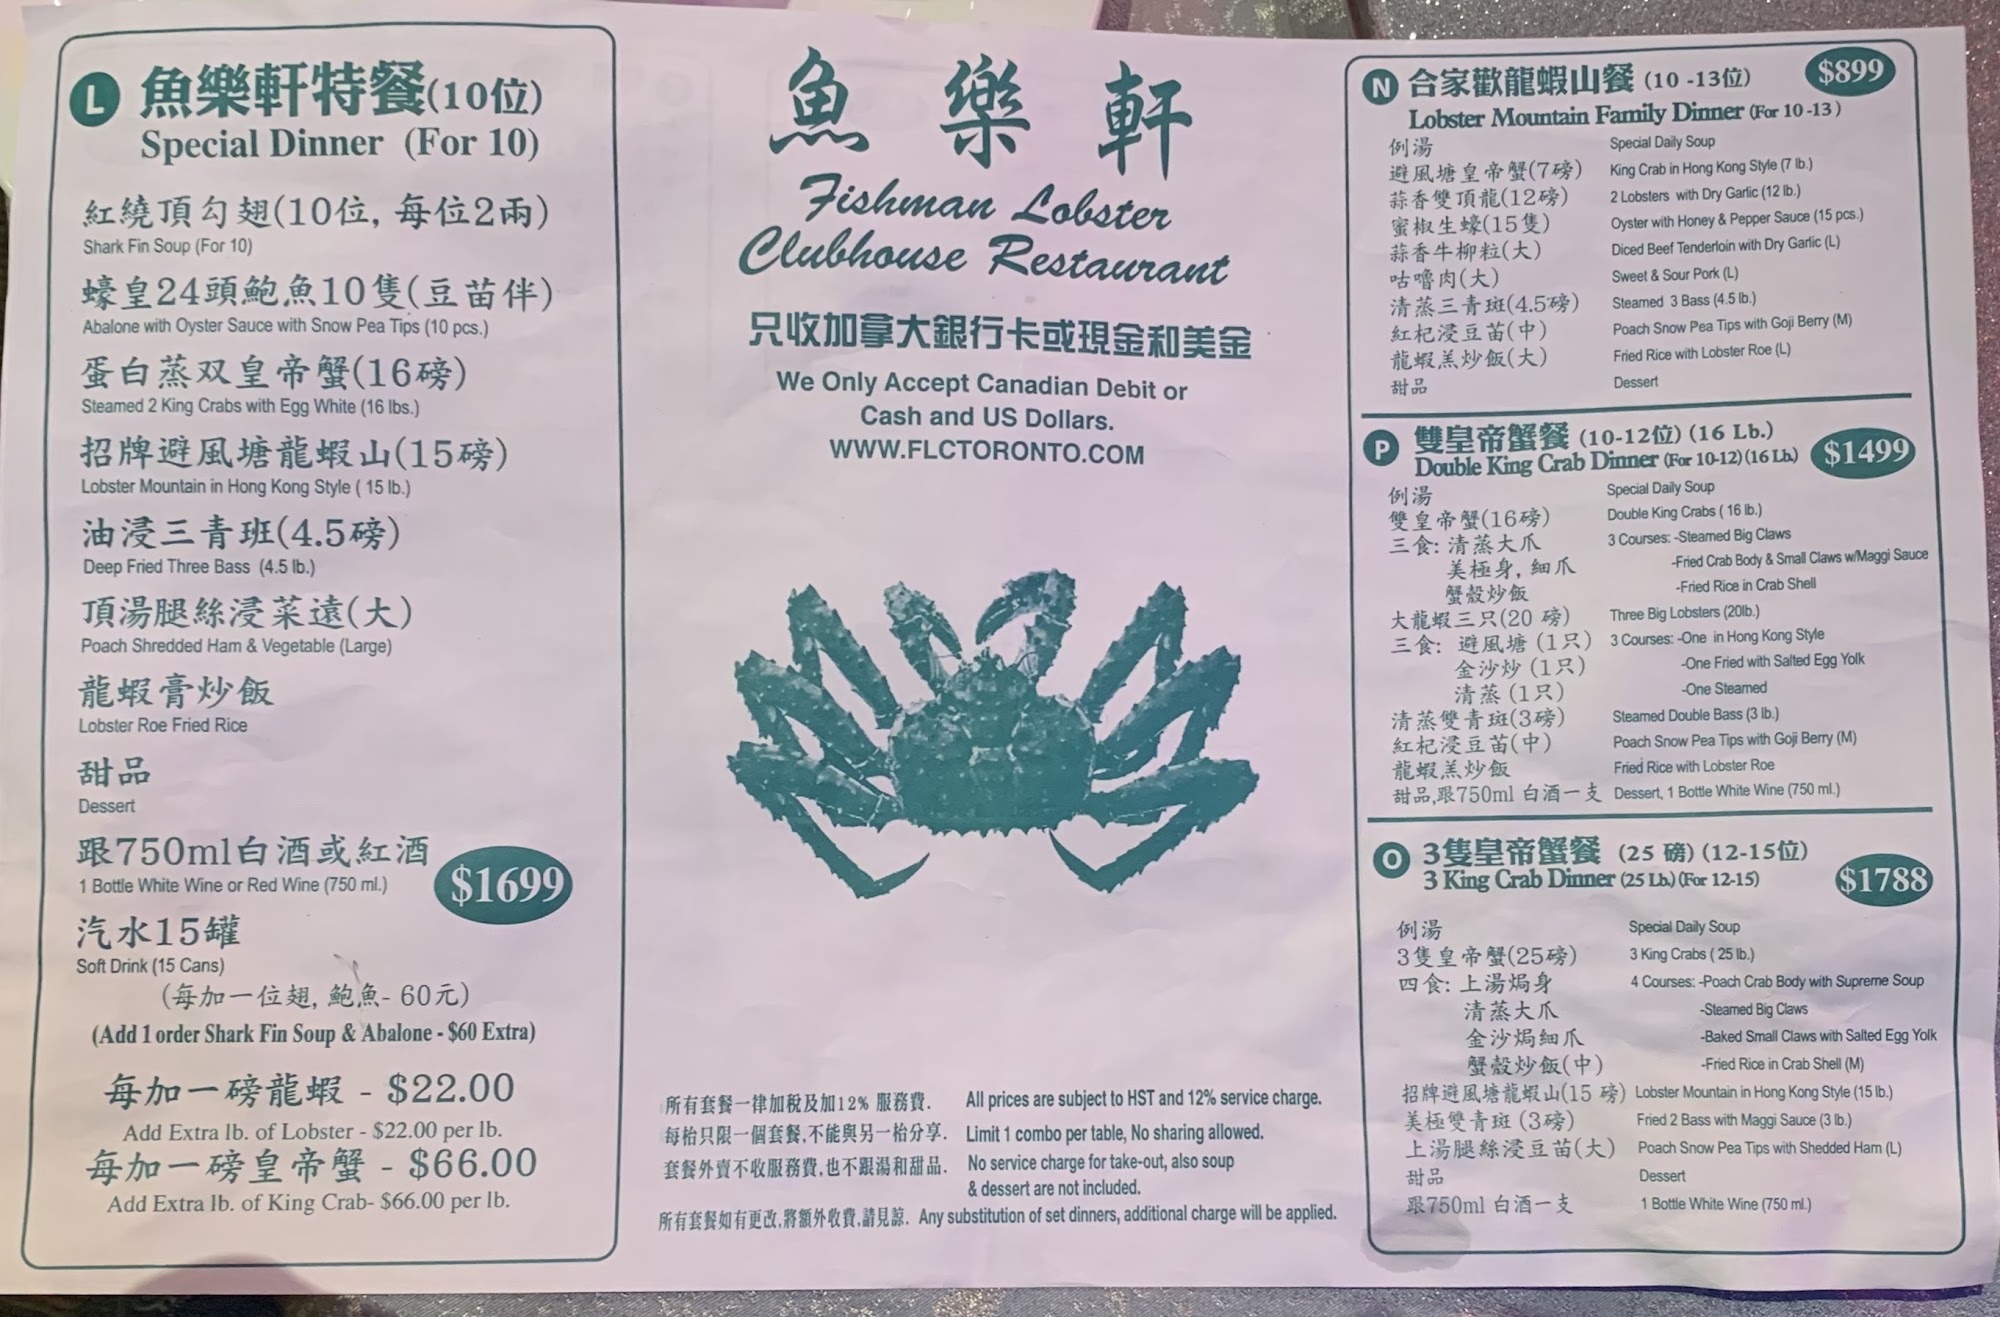 L 魚樂軒特餐(10位)
Special Dinner (For 10)
紅繞頂勾翅(10位, 每位2兩)
Shark Fin Soup (For 10)
蠔皇24頭鮑魚10隻(豆苗伴)
Abalone with Oyster Sauce with Snow Pea Tips (10 pcs.)
蛋白蒸双皇帝蟹(16磅)
Steamed 2 King Crabs with Egg White (16 lbs.)
招牌避風塘龍蝦山(15磅)
Lobster Mountain in Hong Kong Style ( 15 lb.)
油浸三青班(4.5磅)
Deep Fried Three Bass (4.5 lb.)
頂湯腿絲浸菜遠(大)
Poach Shredded Ham & Vegetable (Large)
龍蝦膏炒飯
Lobster Roe Fried Rice
甜品
Dessert
跟750ml白酒或紅酒
1 Bottle White Wine or Red Wine (750 ml.)
$1699
汽水15罐
Soft Drink (15 Cans)
(每加一位翅, 鮑魚- 60元)
(Add 1 order Shark Fin Soup & Abalone - $60 Extra)
每加一磅龍蝦 - $22.00
Add Extra lb. of Lobster - $22.00 per lb.
每加一磅皇帝蟹 - $66.00
Add Extra lb. of King Crab- $66.00 per lb.
魚樂軒
Fishman Lobster
Clubhouse Restaurant
只收加拿大銀行卡或現金和美金
We Only Accept Canadian Debit or
Cash and US Dollars.
WWW.FLCTORONTO.COM
所有套餐一律加稅及加12% 服務費. All prices are subject to HST and 12% service charge.
每枱只限一個套餐,不能與另一枱分享. Limit 1 combo per table, No sharing allowed.
套餐外賣不收服務費,也不跟湯和甜品. No service charge for take-out, also soup
& dessert are not included.
所有套餐如有更改,將額外收費,請見諒. Any substitution of set dinners, additional charge will be applied.
N 合家歡龍蝦山餐 (10 -13位) $899
Lobster Mountain Family Dinner (For 10 -13 )
例湯 Special Daily Soup
避風塘皇帝蟹(7磅) King Crab in Hong Kong Style (7 lb.)
蒜香雙頂龍(12磅) 2 Lobsters with Dry Garlic (12 lb.)
蜜椒生蠔(15隻) Oyster with Honey & Pepper Sauce (15 pcs.)
蒜香牛柳粒(大) Diced Beef Tenderloin with Dry Garlic (L)
咕嚕肉(大) Sweet & Sour Pork (L)
清蒸三青斑(4.5磅) Steamed 3 Bass (4.5 lb.)
紅杞浸豆苗(中) Poach Snow Pea Tips with Goji Berry (M)
龍蝦羔炒飯(大) Fried Rice with Lobster Roe (L)
甜品 Dessert
P 雙皇帝蟹餐 (10-12位) (16 Lb.)
Double King Crab Dinner (For 10-12) (16 Lb.) $1499
例湯 Special Daily Soup
雙皇帝蟹(16磅) Double King Crabs ( 16 lb.)
三食: 清蒸大爪 3 Courses: -Steamed Big Claws
美極身, 細爪 -Fried Crab Body & Small Claws w/Maggi Sauce
蟹殼炒飯 -Fried Rice in Crab Shell
大龍蝦三只(20 磅) Three Big Lobsters (20lb.)
三食: 避風塘 (1只) 3 Courses: -One in Hong Kong Style
金沙炒 (1只) -One Fried with Salted Egg Yolk
清蒸 (1只) -One Steamed
清蒸雙青斑(3磅) Steamed Double Bass (3 lb.)
紅杞浸豆苗(中) Poach Snow Pea Tips with Goji Berry (M)
龍蝦羔炒飯 Fried Rice with Lobster Roe
甜品,跟750ml 白酒一支 Dessert, 1 Bottle White Wine (750 ml.)
O 3隻皇帝蟹餐 (25 磅) (12-15位)
3 King Crab Dinner (25 Lb.) (For 12-15) $1788
例湯 Special Daily Soup
3隻皇帝蟹(25磅) 3 King Crabs ( 25 lb.)
四食: 上湯焗身 4 Courses: -Poach Crab Body with Supreme Soup
清蒸大爪 -Steamed Big Claws
金沙焗細爪 -Baked Small Claws with Salted Egg Yolk
蟹殼炒飯(中) -Fried Rice in Crab Shell (M)
招牌避風塘龍蝦山(15 磅) Lobster Mountain in Hong Kong Style (15 lb.)
美極雙青斑 (3磅) Fried 2 Bass with Maggi Sauce (3 lb.)
上湯腿絲浸豆苗(大) Poach Snow Pea Tips with Shedded Ham (L)
甜品 Dessert
跟750ml 白酒一支 1 Bottle White Wine (750 ml.)